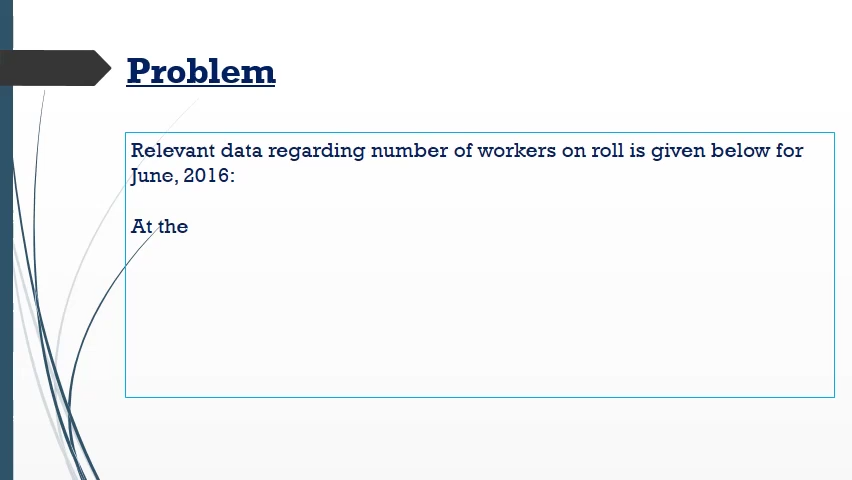 Problem
Relevant data regarding number of workers on roll is given below for
June, 2016:
At the